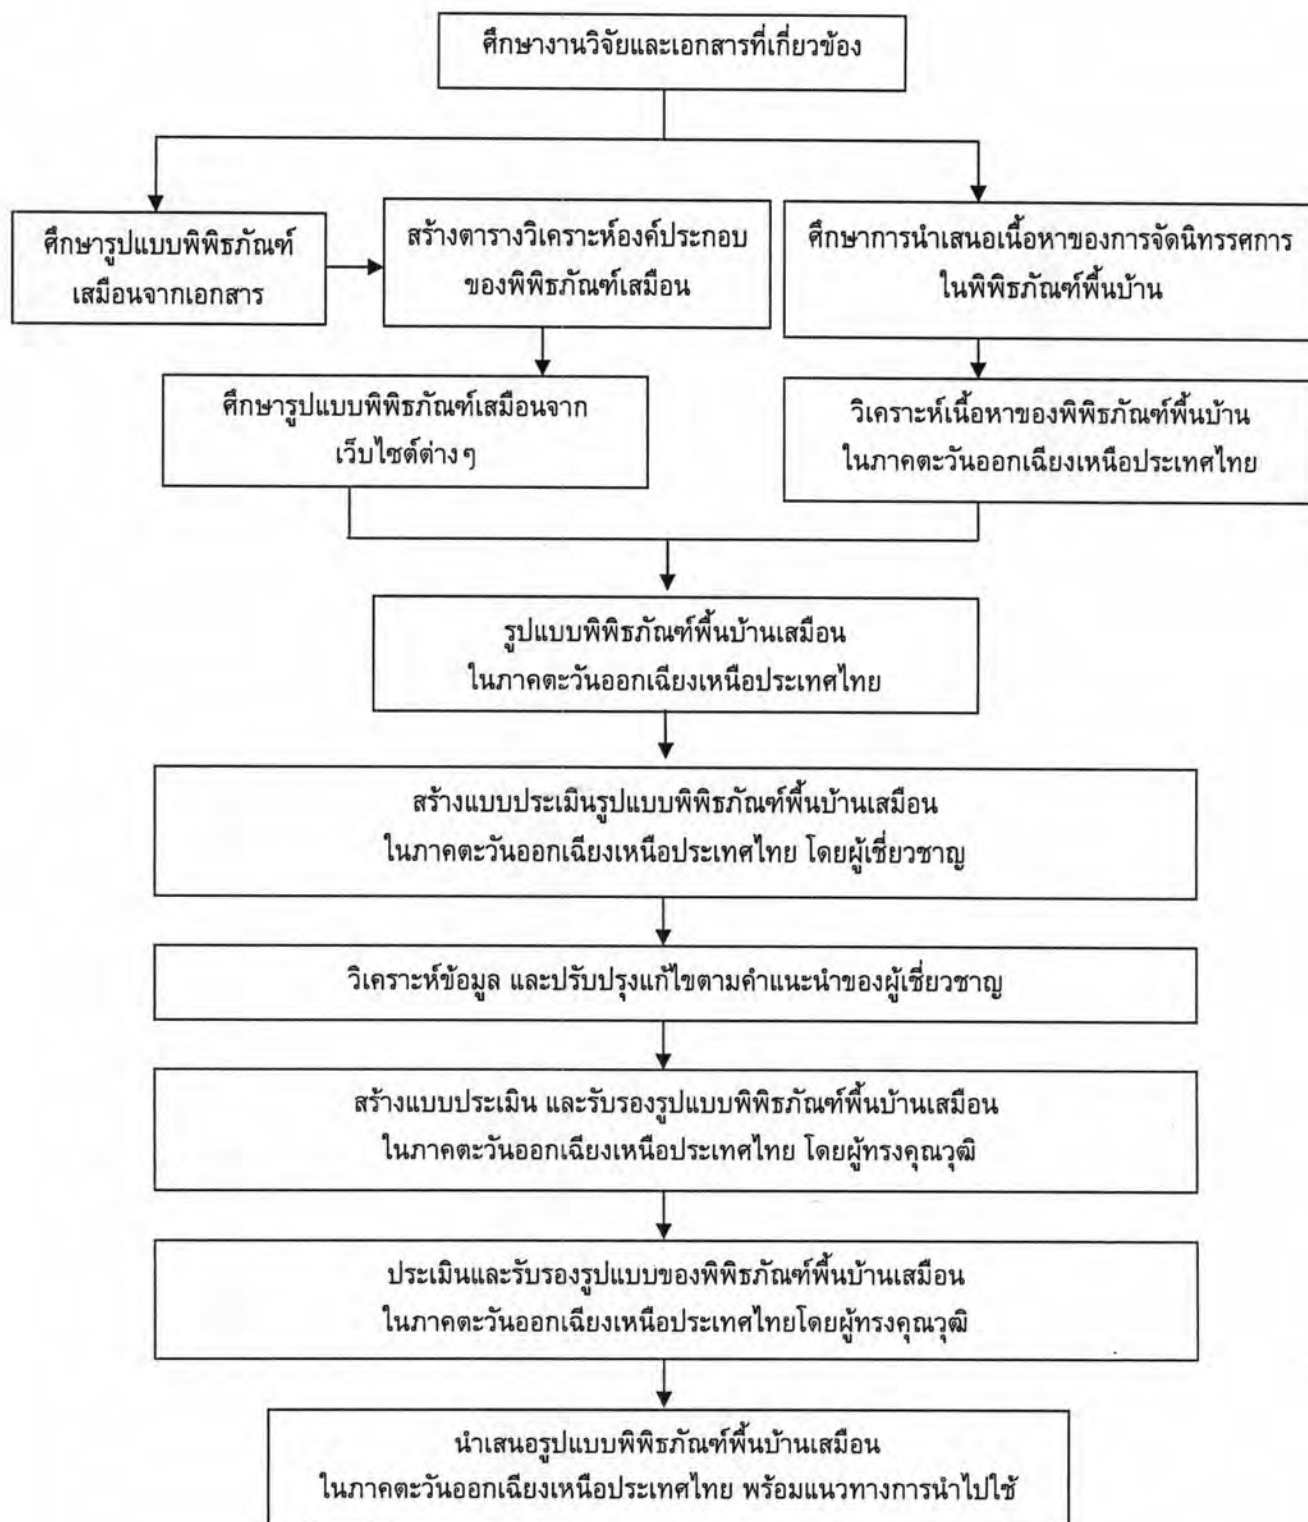 ศึกษางานวิจัยและเอกสารที่เกี่ยวข้อง
ศึกษารูปแบบพิพิธภัณฑ์
เสมือนจากเอกสาร
สร้างตารางวิเคราะห์องค์ประกอบ
ของพิพิธภัณฑ์เสมือน
ศึกษาการนำเสนอเนื้อหาของการจัดนิทรรศการ
ในพิพิธภัณฑ์พื้นบ้าน
ศึกษารูปแบบพิพิธภัณฑ์เสมือนจาก
เว็บไซต์ต่างๆ
วิเคราะห์เนื้อหาของพิพิธภัณฑ์พื้นบ้าน
ในภาคตะวันออกเฉียงเหนือประเทศไทย
รูปแบบพิพิธภัณฑ์พื้นบ้านเสมือน
ในภาคตะวันออกเฉียงเหนือประเทศไทย
สร้างแบบประเมินรูปแบบพิพิธภัณฑ์พื้นบ้านเสมือน
ในภาคตะวันออกเฉียงเหนือประเทศไทย โดยผู้เชี่ยวชาญ
วิเคราะห์ข้อมูล และปรับปรุงแก้ไขตามคำแนะนำของผู้เชี่ยวชาญ
สร้างแบบประเมิน และรับรองรูปแบบพิพิธภัณฑ์พื้นบ้านเสมือน
ในภาคตะวันออกเฉียงเหนือประเทศไทย โดยผู้ทรงคุณวุฒิ
ประเมินและรับรองรูปแบบของพิพิธภัณฑ์พื้นบ้านเสมือน
ในภาคตะวันออกเฉียงเหนือประเทศไทยโดยผู้ทรงคุณวุฒิ
นำเสนอรูปแบบพิพิธภัณฑ์พื้นบ้านเสมือน
ในภาคตะวันออกเฉียงเหนือประเทศไทย พร้อมแนวทางการนำไปใช้